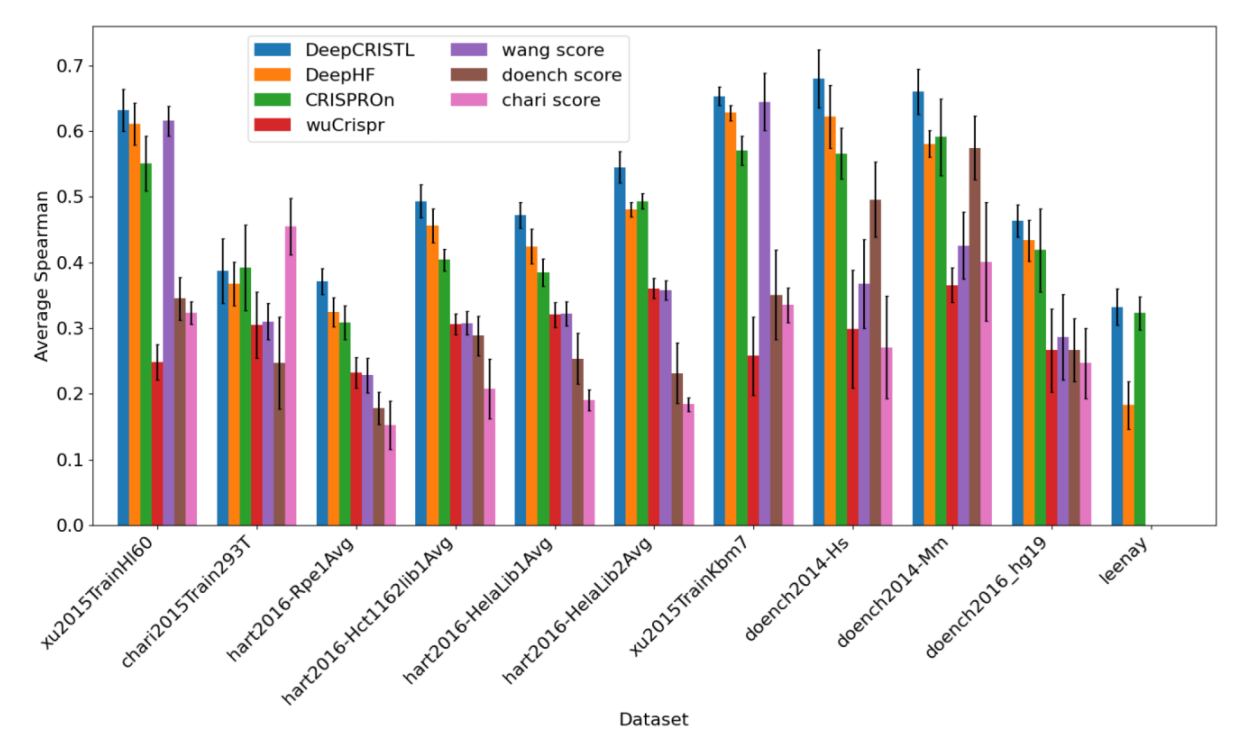 DeepCRISTL
DeepHF
CRISPROn
wuCrispr
wang score
doench score
chari score
Average Spearman
0.7
0.6
0.5
0.4
0.3
0.2
0.1
0.0
xu2015TrainHl60
chari2015Train293T
hart2016-Rpe1Avg
hart2016-Hct1162lib1Avg
hart2016-HelaLib1Avg
hart2016-HelaLib2Avg
xu2015TrainKbm7
doench2014-Hs
doench2014-Mm
doench2016_hg19
leenay
Dataset